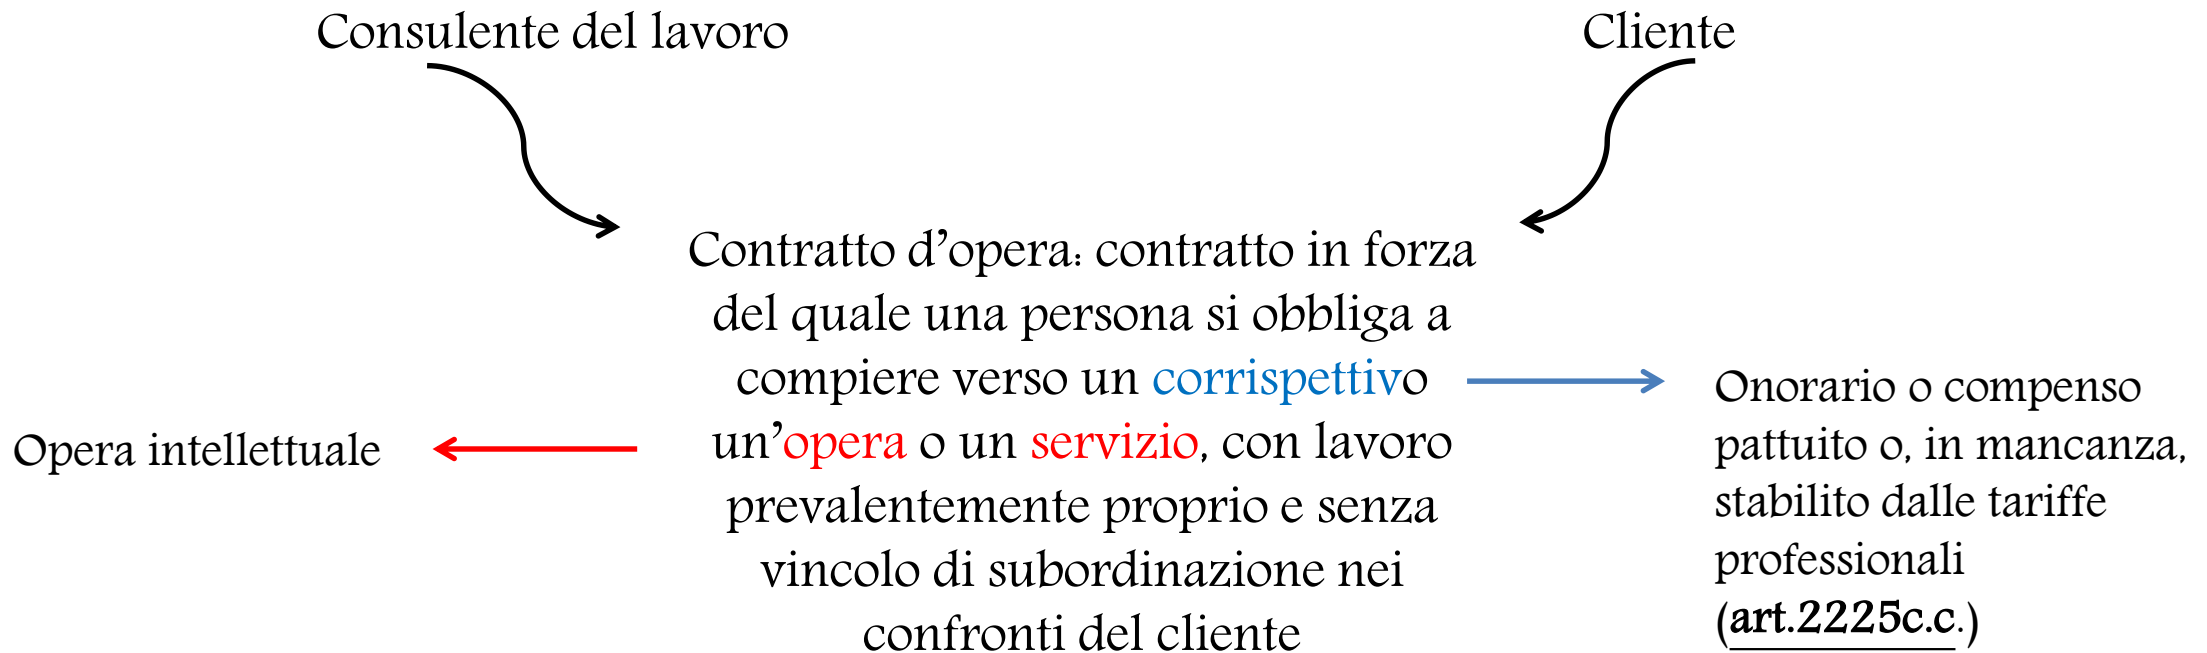 Consulente del lavoro
Cliente
Contratto d’opera: contratto in forza
del quale una persona si obbliga a
compiere verso un corrispettivo
un’opera o un servizio, con lavoro
prevalentemente proprio e senza
vincolo di subordinazione nei
confronti del cliente
Opera intellettuale
Onorario o compenso
pattuito o, in mancanza,
stabilito dalle tariffe
professionali
(art.2225c.c.)